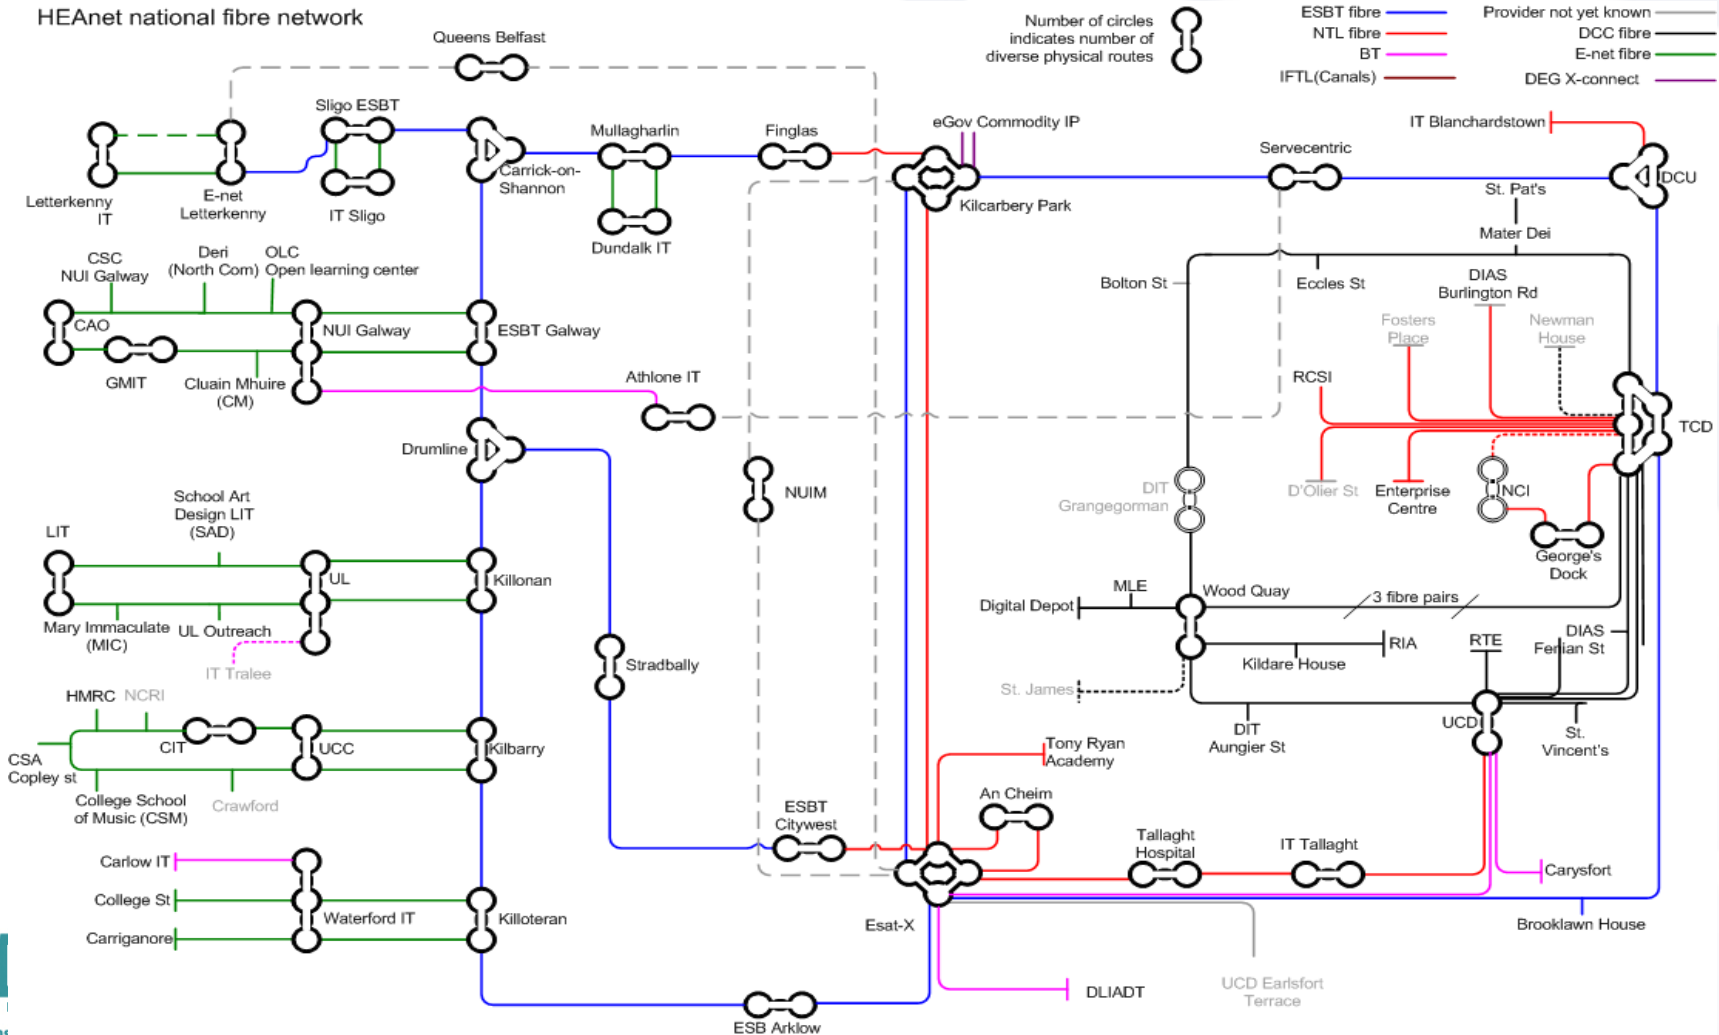 HEAnet national fibre network
Number of circles
indicates number of
diverse physical routes
ESBT fibre
NTL fibre
BT
IFTL(Canals)
Provider not yet known
DCC fibre
E-net fibre
DEG X-connect
Queens Belfast
Sligo ESBT
Mullagharlin
Finglas
eGov Commodity IP
IT Blanchardstown
Servecentric
Letterkenny
IT
E-net
Letterkenny
IT Sligo
Carrick-on-
Shannon
Dundalk IT
Kilcarbery Park
DCU
St. Pat's
Mater Dei
CSC
NUI Galway
Deri
(North Com)
OLC
Open learning center
Bolton St
Eccles St
DIAS
Burlington Rd
CAO
NUI Galway
ESBT Galway
Fosters
Place
Newman
House
GMIT
Cluain Mhuire
(CM)
Athlone IT
RCSI
Drumline
TCD
NUIM
DIT
Grangegorman
D'Olier St
Enterprise
Centre
NCI
School Art
Design LIT
(SAD)
LIT
George's
Dock
UL
Killonan
MLE
Wood Quay
3 fibre pairs
Digital Depot
Mary Immaculate
(MIC)
UL Outreach
IT Tralee
Stradbally
Kildare House
RIA
RTE
DIAS
Fenian St
St. James
HMRC
NCRI
CIT
UCC
Kilbarry
DIT
Aungier St
UCD
St.
Vincent's
CSA
Copley st
College School
of Music (CSM)
Crawford
Tony Ryan
Academy
ESBT
Citywest
An Cheim
Tallaght
Hospital
IT Tallaght
Carlow IT
College St
Carriganore
Waterford IT
Killoteran
Esat-X
Carysfort
Brooklawn House
DLIADT
UCD Earlsfort
Terrace
ESB Arklow